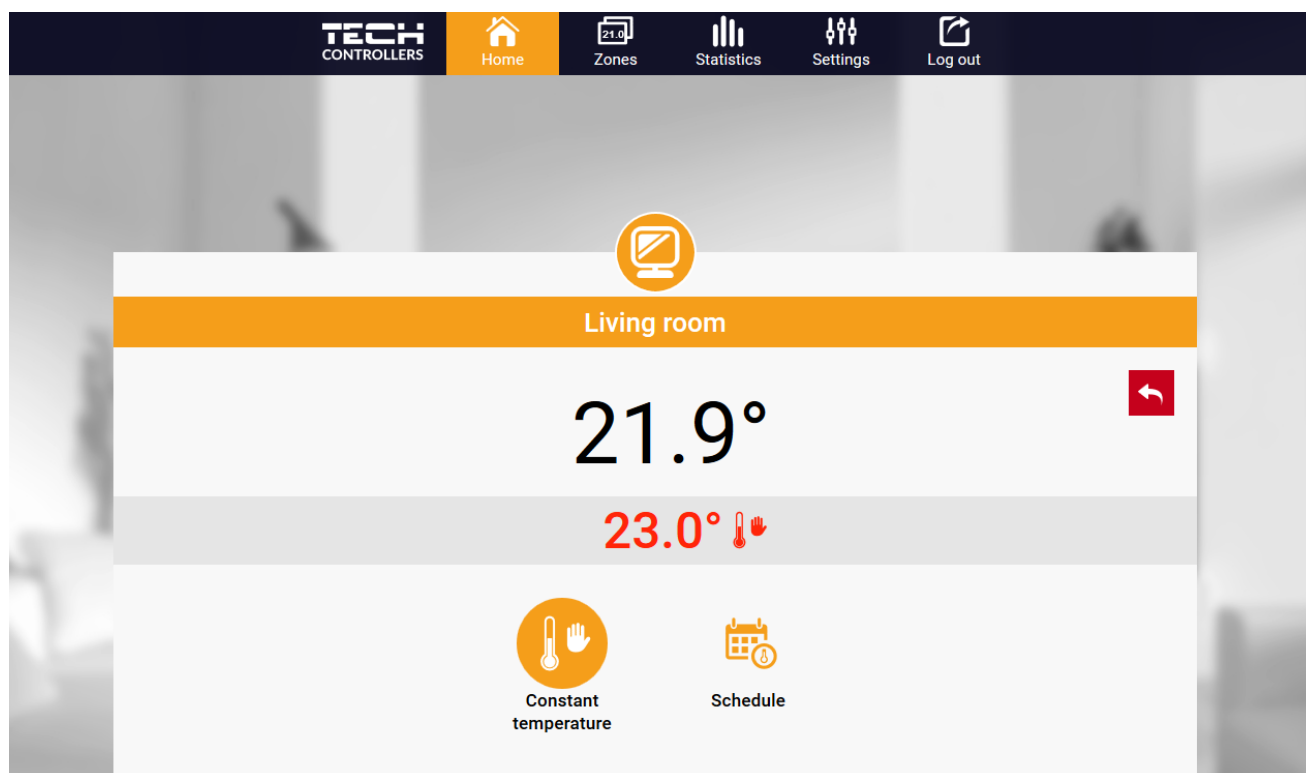 TECH
CONTROLLERS
Home
21.0
Zones
Statistics
Settings
Log out
Living room
21.9°
23.0°
Constant
temperature
Schedule